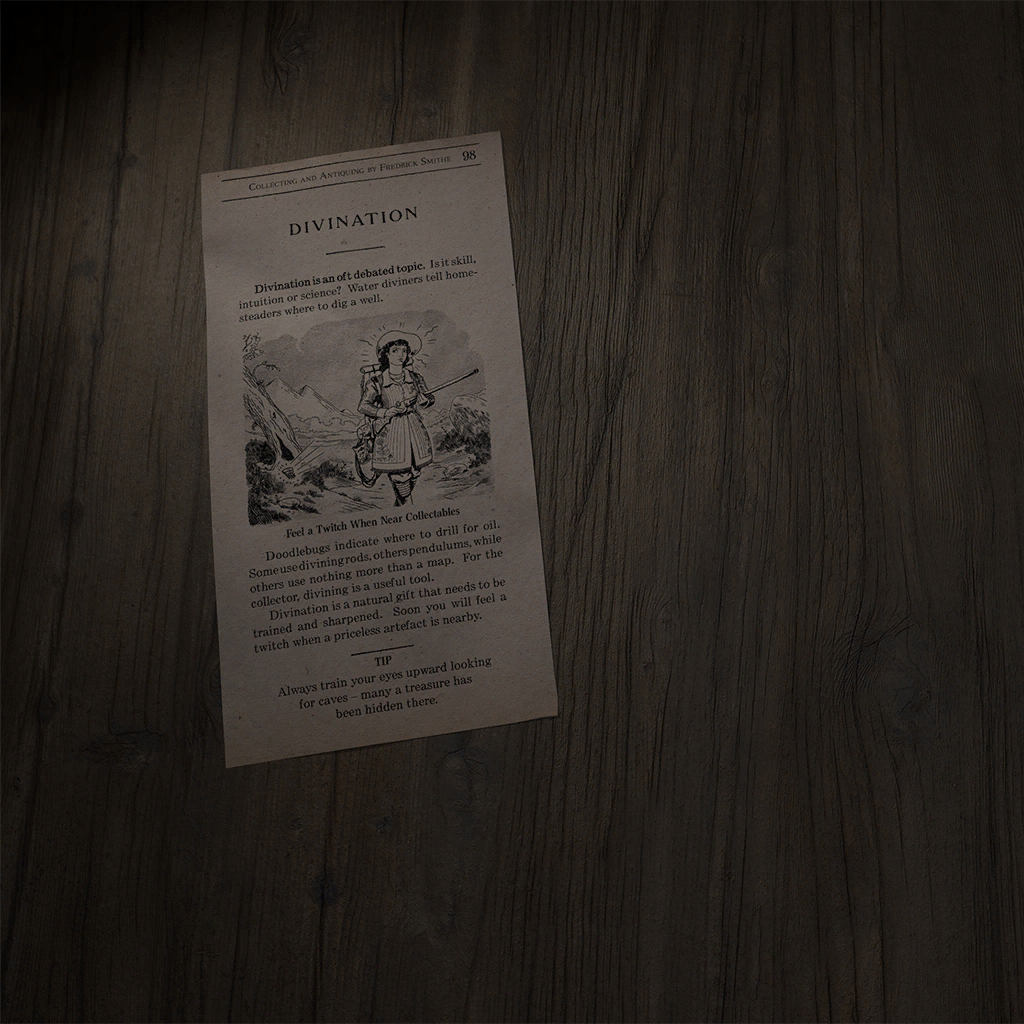 COLLECTING AND ANTIQUING BY FREDRICK SMITHE 98
DIVINATION
Divination is an oft debated topic. Is it skill,
intuition or science? Water diviners tell home-
steaders where to dig a well.
Feel a Twitch When Near Collectables
Doodlebugs indicate where to drill for oil.
Some use divining rods, others pendulums, while
others use nothing more than a map. For the
collector, divining is a useful tool.
Divination is a natural gift that needs to be
trained and sharpened. Soon you will feel a
twitch when a priceless artefact is nearby.
TIP
Always train your eyes upward looking
for caves – many a treasure has
been hidden there.